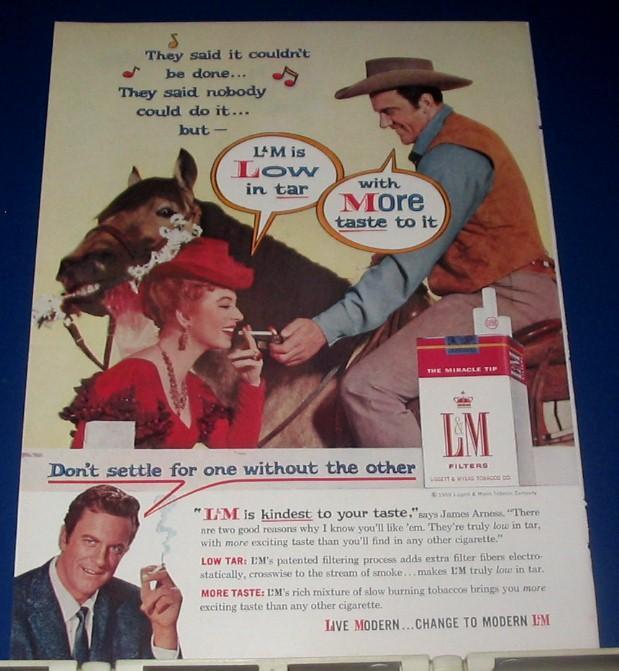 They said it couldn't
be done...
They said nobody
could do it...
but —
L&M is
Low
in tar
with
More
taste to it
THE MIRACLE TIP
L&M
L&M
FILTERS
LIGGETT & MYERS TOBACCO CO.
Don't settle for one without the other
Liggett & Myers Tobacco Company
"L&M is kindest to your taste," says James Arness. "There
are two good reasons why I know you'll like 'em. They're truly low in tar,
with more exciting taste than you'll find in any other cigarette."
LOW TAR: L&M's patented filtering process adds extra filter fibers electro-
statically, crosswise to the stream of smoke... makes L&M truly low in tar.
MORE TASTE: L&M's rich mixture of slow burning tobaccos brings you more
exciting taste than any other cigarette.
LIVE MODERN...CHANGE TO MODERN L&M